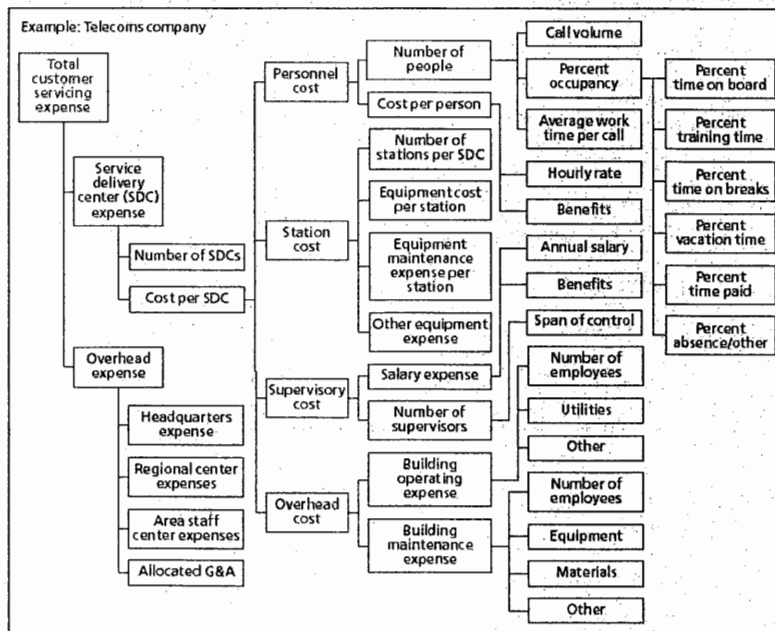 Example: Telecoms company
Total
customer
servicing
expense
Service
delivery
center (SDC)
expense
Number of SDCs
Cost per SDC
Overhead
expense
Headquarters
expense
Regional center
expenses
Area staff
center expenses
Allocated G&A
Personnel
cost
Station
cost
Supervisory
cost
Overhead
cost
Number of
people
Cost per person
Number of
stations per SDC
Equipment cost
per station
Equipment
maintenance
expense per
station
Other equipment
expense
Salary expense
Number of
supervisors
Building
operating
expense
Building
maintenance
expense
Call volume
Percent
occupancy
Average work
time per call
Hourly rate
Benefits
Annual salary
Benefits
Span of control
Number of
employees
Utilities
Other
Number of
employees
Equipment
Materials
Other
Percent
time on board
Percent
training time
Percent
time on breaks
Percent
vacation time
Percent
time paid
Percent
absence/other